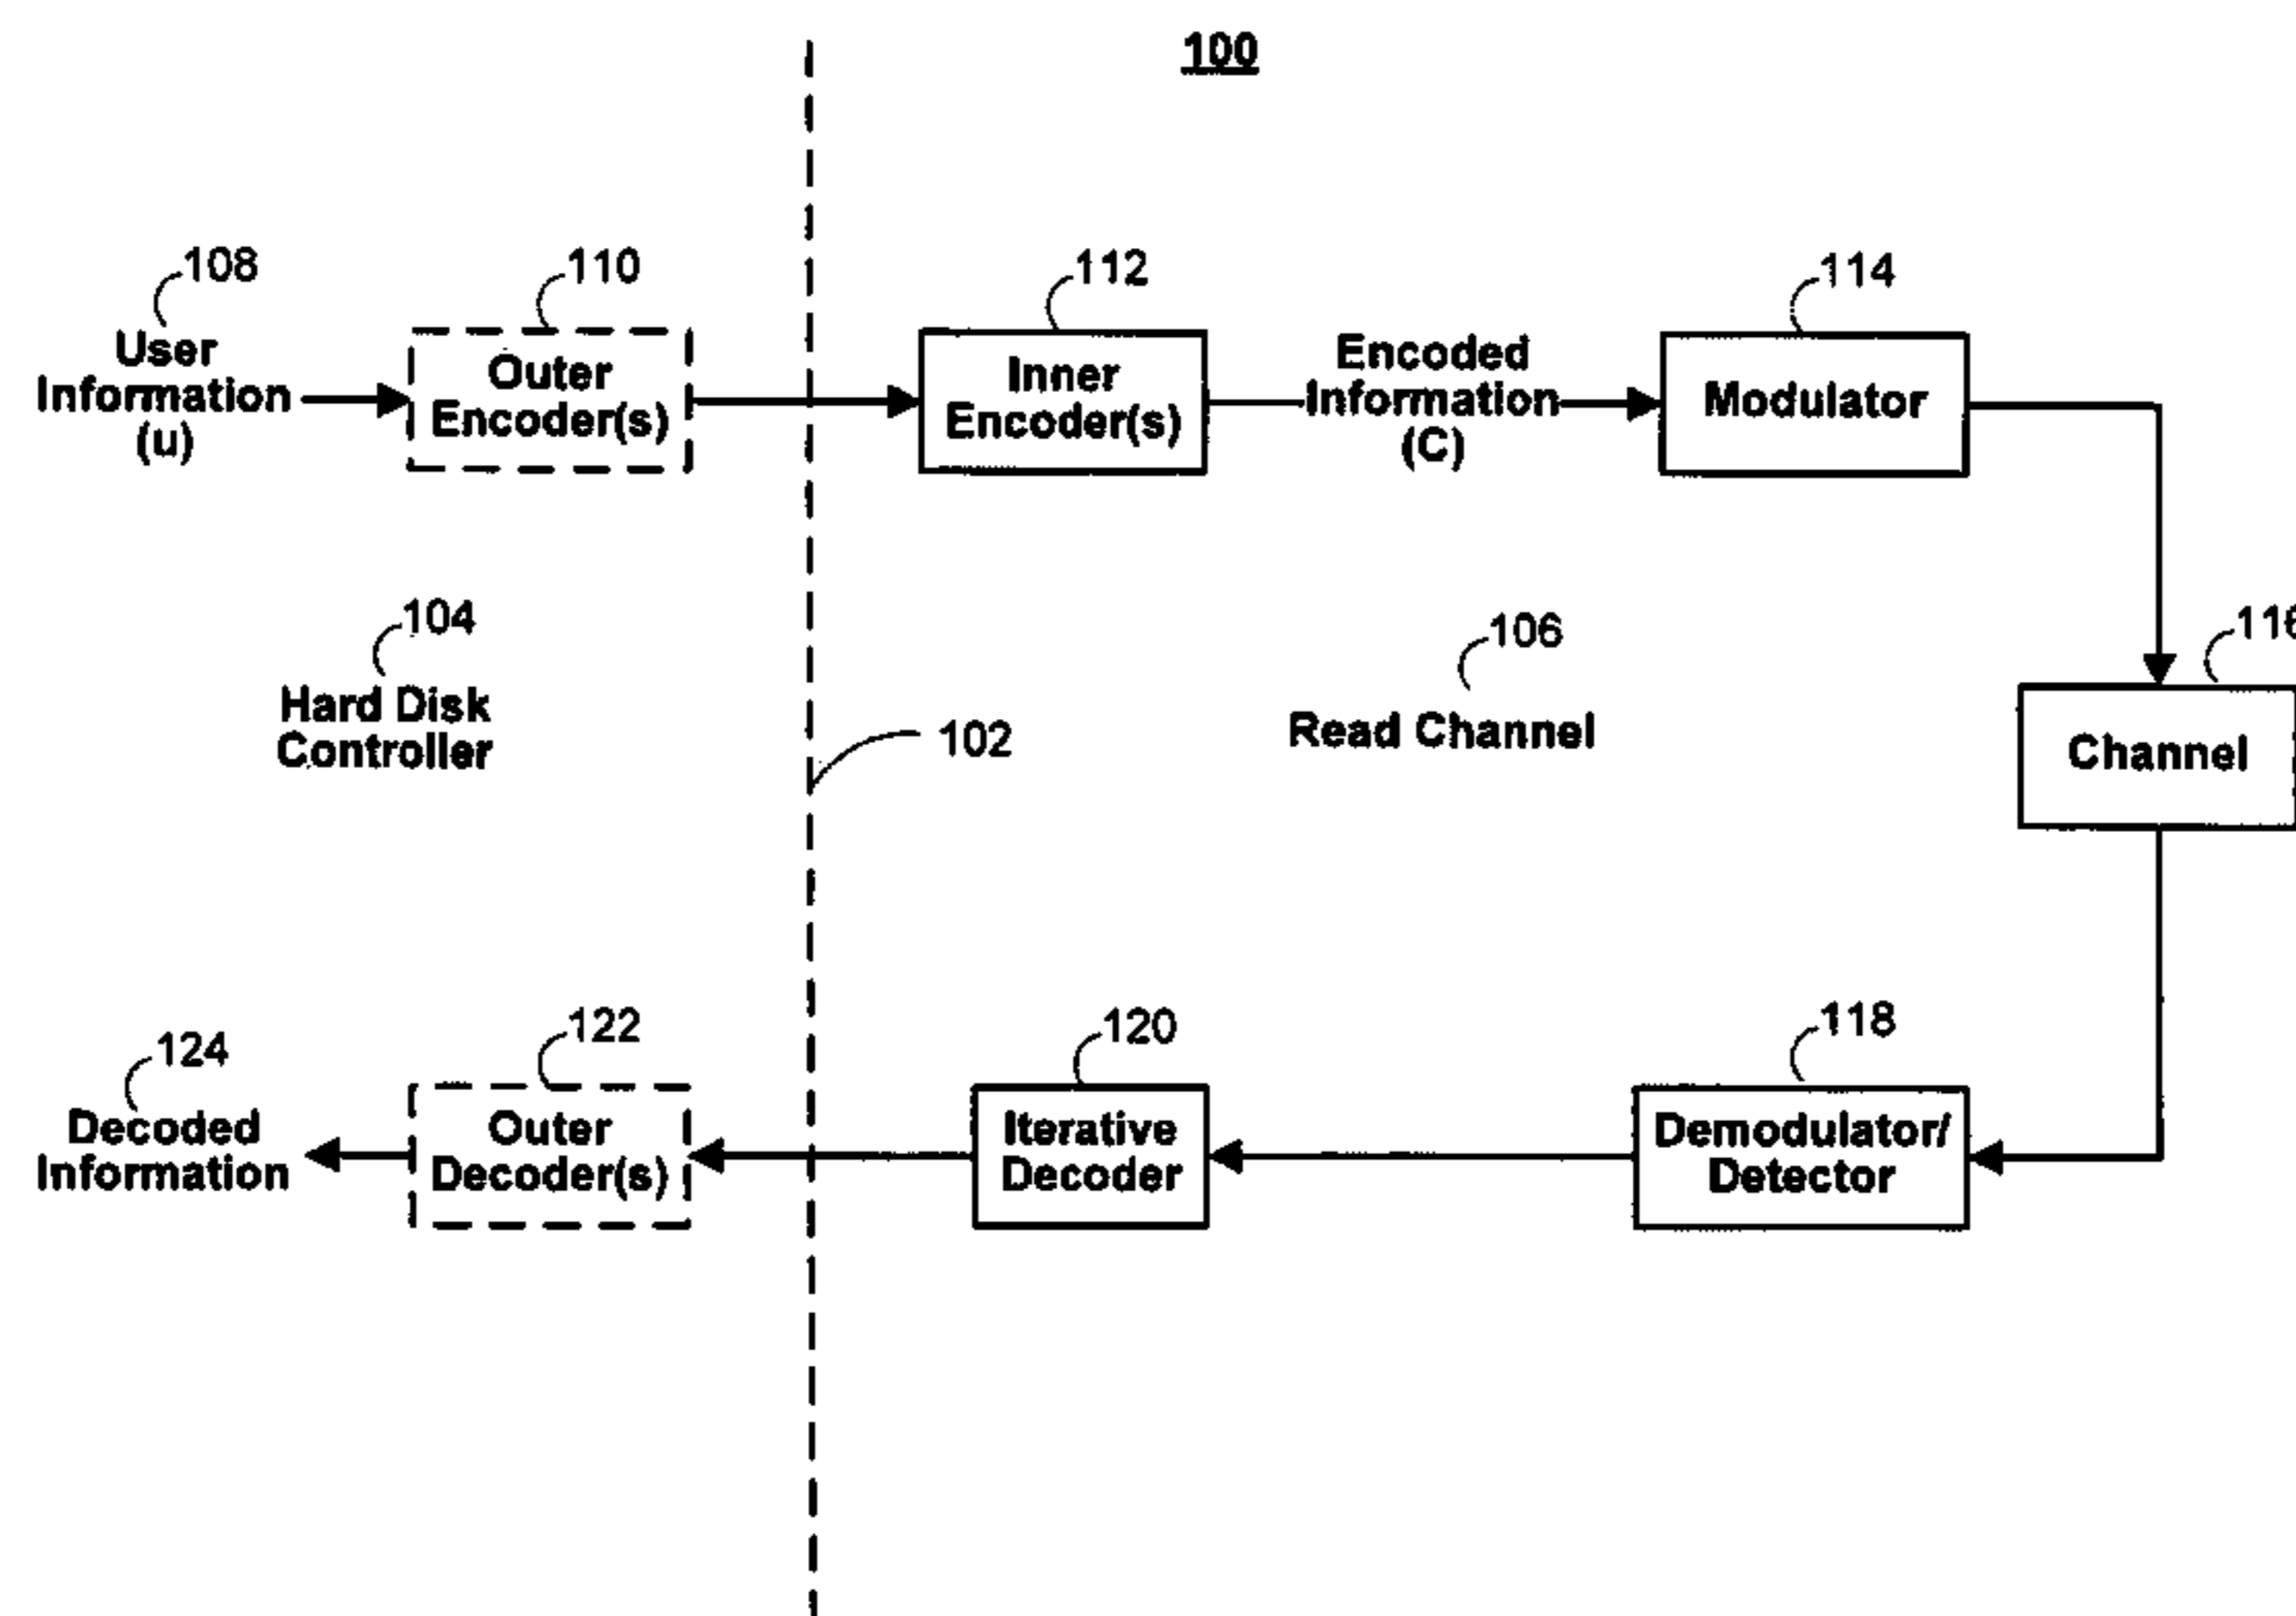 100
108
110
112
114
User
Information
(u)
Outer
Encoder(s)
Inner
Encoder(s)
Encoded
Information
(C)
Modulator
104
Hard Disk
Controller
102
106
Read Channel
Channel
124
122
120
118
Decoded
Information
Outer
Decoder(s)
Iterative
Decoder
Demodulator/
Detector